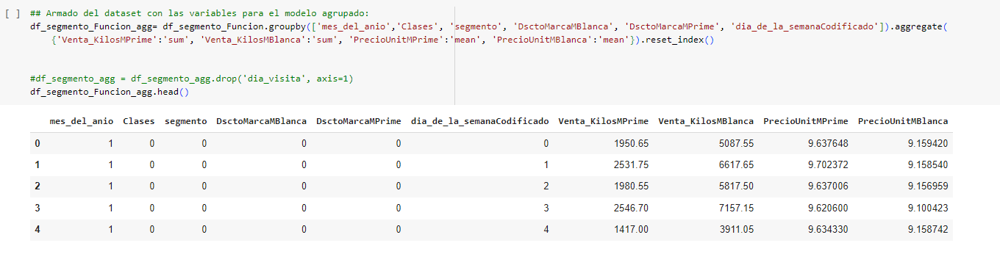 [ ] ## Armado del dataset con las variables para el modelo agrupado:
df_segmento_Funcion_agg= df_segmento_Funcion.groupby(['mes_del_anio','Clases', 'segmento', 'DsctoMarcaMBlanca', 'DsctoMarcaMPrime', 'dia_de_la_semanaCodificado']).aggregate(
{'Venta_KilosMPrime':'sum', 'Venta_KilosMBlanca':'sum', 'PrecioUnitMPrime':'mean', 'PrecioUnitMBlanca':'mean'}).reset_index()
#df_segmento_agg = df_segmento_agg.drop('dia_visita', axis=1)
df_segmento_Funcion_agg.head()
mes_del_anio Clases segmento DsctoMarcaMBlanca DsctoMarcaMPrime dia_de_la_semanaCodificado Venta_KilosMPrime Venta_KilosMBlanca PrecioUnitMPrime PrecioUnitMBlanca
0 1 0 0 0 0 0 1950.65 5087.55 9.637648 9.159420
1 1 0 0 0 0 1 2531.75 6617.65 9.702372 9.158540
2 1 0 0 0 0 2 1980.55 5817.50 9.637006 9.156959
3 1 0 0 0 0 3 2546.70 7157.15 9.620600 9.100423
4 1 0 0 0 0 4 1417.00 3911.05 9.634330 9.158742